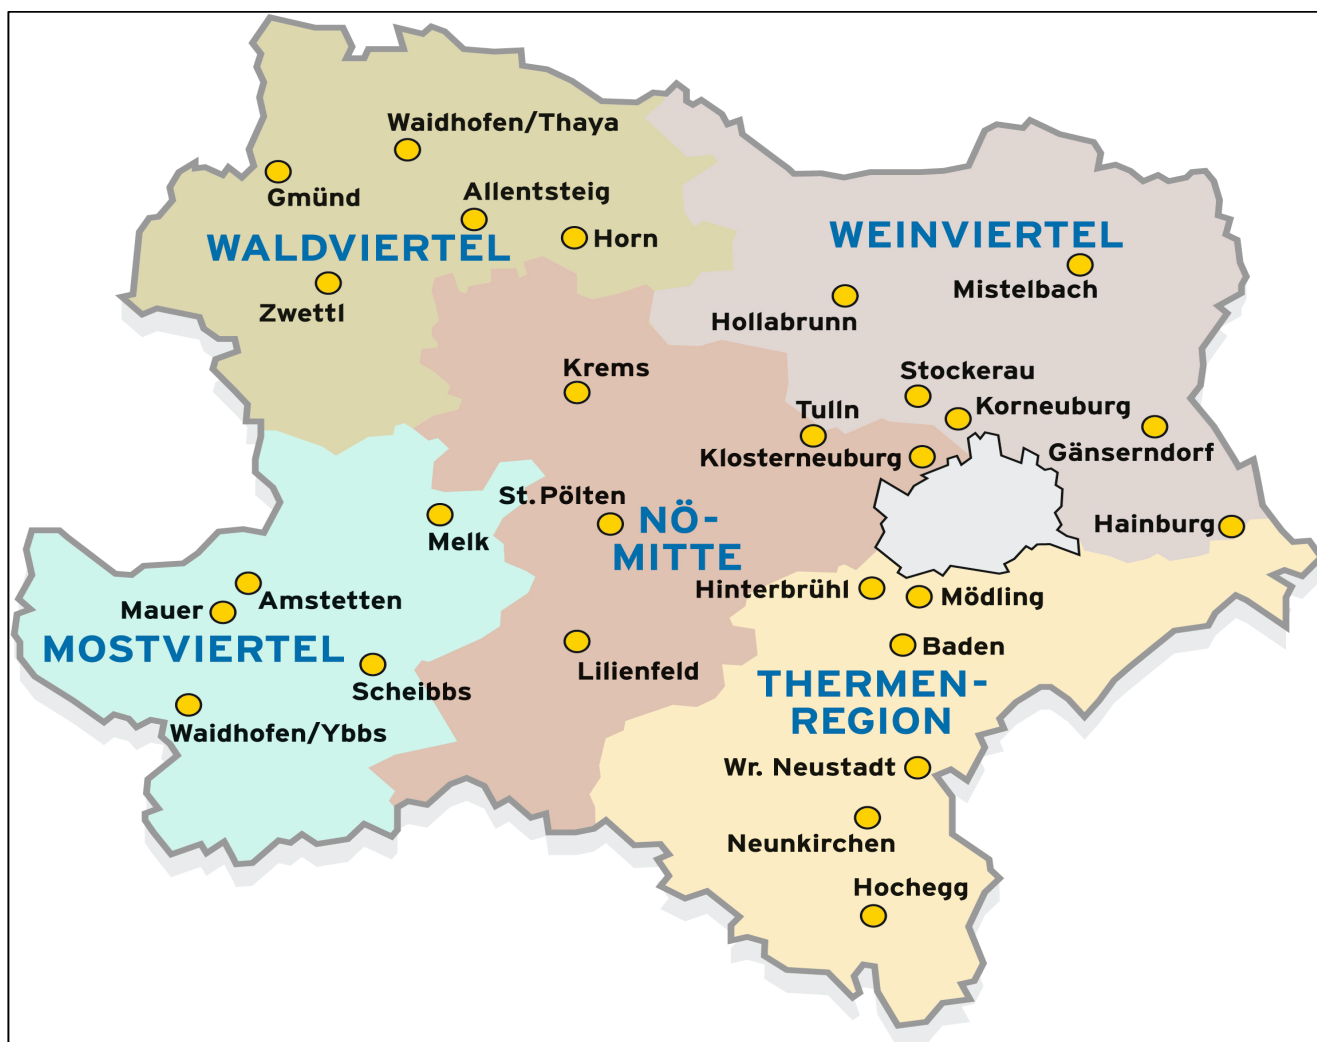 Waidhofen/Thaya
Gmünd
Allentsteig
Horn
WALDVIERTEL
WEINVIERTEL
Zwettl
Mistelbach
Hollabrunn
Krems
Stockerau
Tulln
Korneuburg
Klosterneuburg
Gänserndorf
St. Pölten
NÖ-
MITTE
Hainburg
Melk
Hinterbrühl
Mödling
Amstetten
Mauer
MOSTVIERTEL
Baden
Lilienfeld
Scheibbs
THERMEN-
REGION
Waidhofen/Ybbs
Wr. Neustadt
Neunkirchen
Hochegg